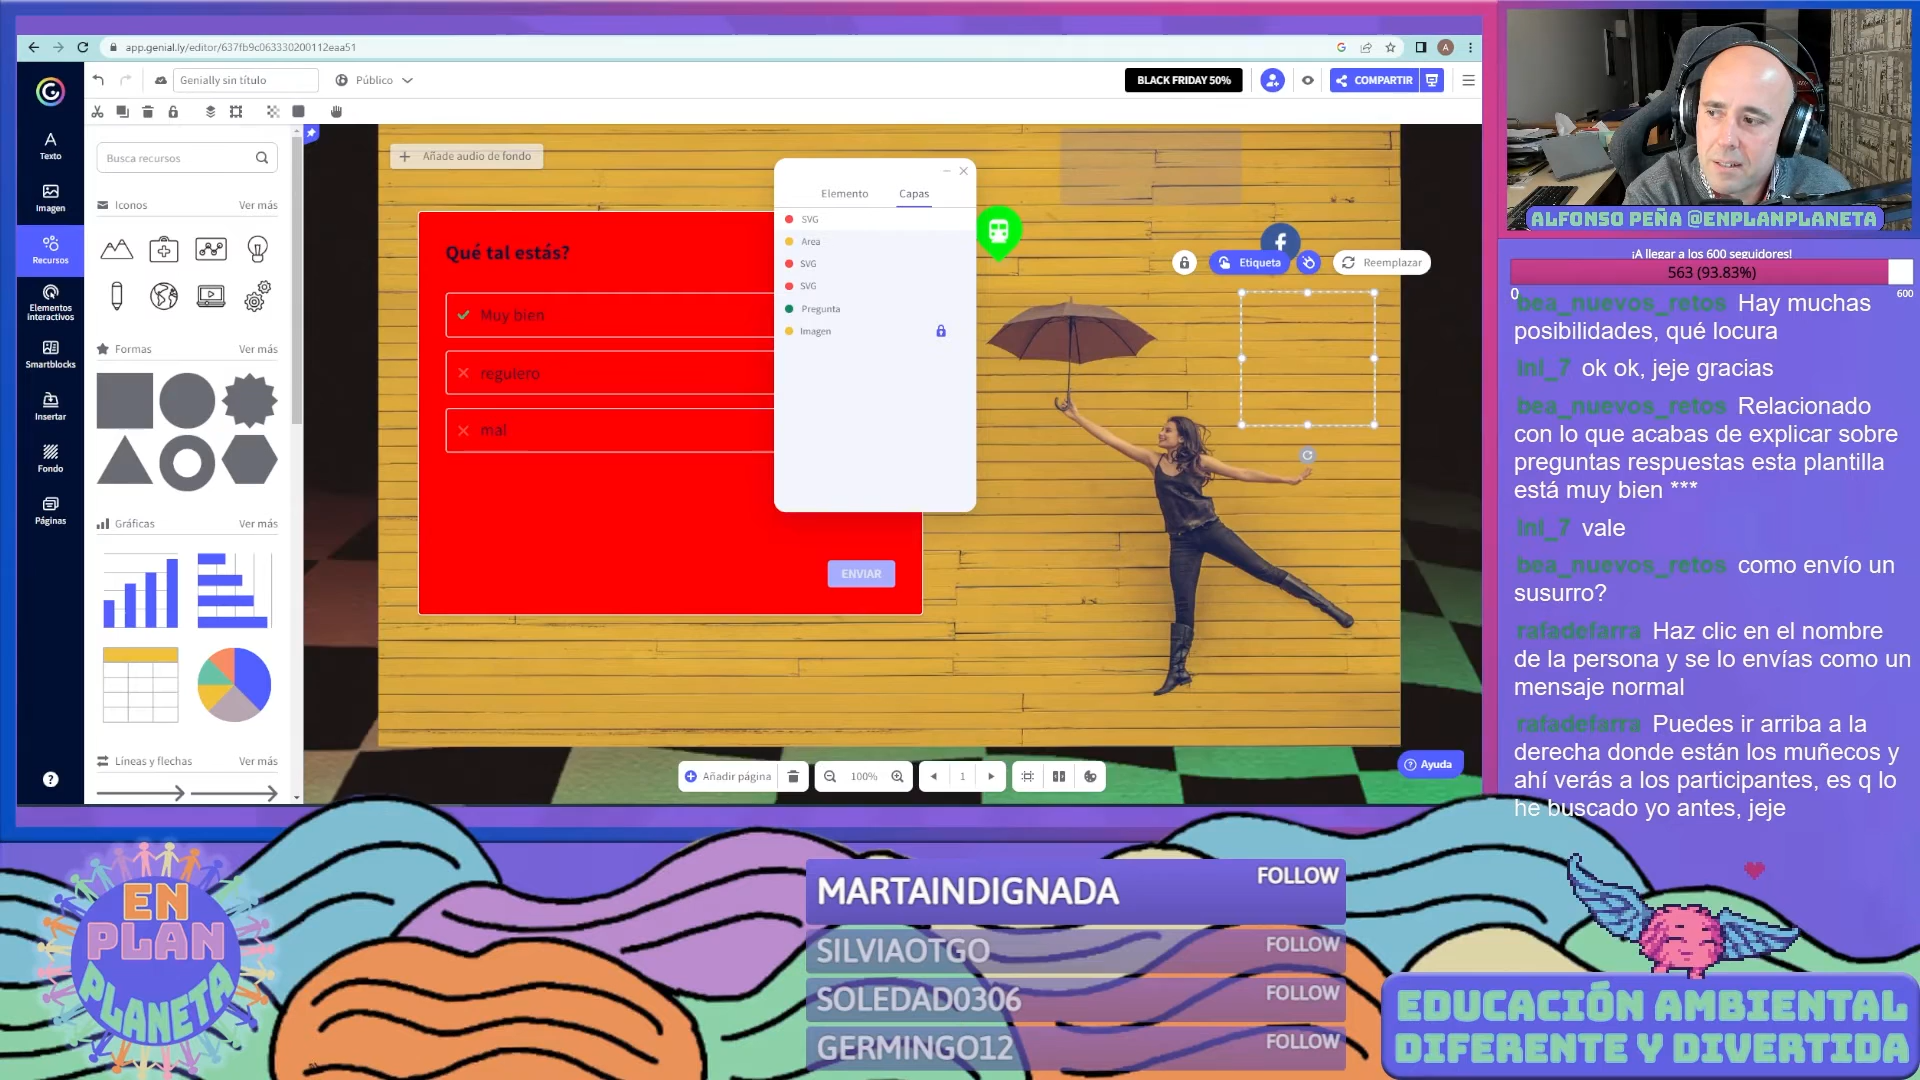 app.genial.ly/editor/637fb9c063330200112eaa51
Genially sin título
Público
BLACK FRIDAY 50%
COMPARTIR
Texto
Imagen
Recursos
Elementos
interactivos
Smartblocks
Insertar
Fondo
Páginas
Busca recursos
Iconos
Ver más
Formas
Ver más
Gráficas
Ver más
Líneas y flechas
Ver más
Añade audio de fondo
Qué tal estás?
Muy bien
reguiero
mal
ENVIAR
Elemento
Capas
SVG
Area
SVG
SVG
Pregunta
Imagen
Etiqueta
Reemplazar
Añadir página
100%
1
Ayuda
ALFONSO PEÑA @ENPLANPLANETA
¡A llegar a los 600 seguidores!
563 (93.83%)
0
600
bea_nuevos_retos Hay muchas
posibilidades, qué locura
ini_7 ok ok, jeje gracias
bea_nuevos_retos Relacionado
con lo que acabas de explicar sobre
preguntas respuestas esta plantilla
está muy bien ***
ini_7 vale
bea_nuevos_retos como envío un
susurro?
rafadefarra Haz clic en el nombre
de la persona y se lo envías como un
mensaje normal
rafadefarra Puedes ir arriba a la
derecha donde están los muñecos y
ahí verás a los participantes, es q lo
he buscado yo antes, jeje
EN
PLAN
PLANETA
MARTAINDIGNADA FOLLOW
SILVIAOTGO FOLLOW
SOLEDAD0306 FOLLOW
GERMINGO12 FOLLOW
EDUCACIÓN AMBIENTAL
DIFERENTE Y DIVERTIDA